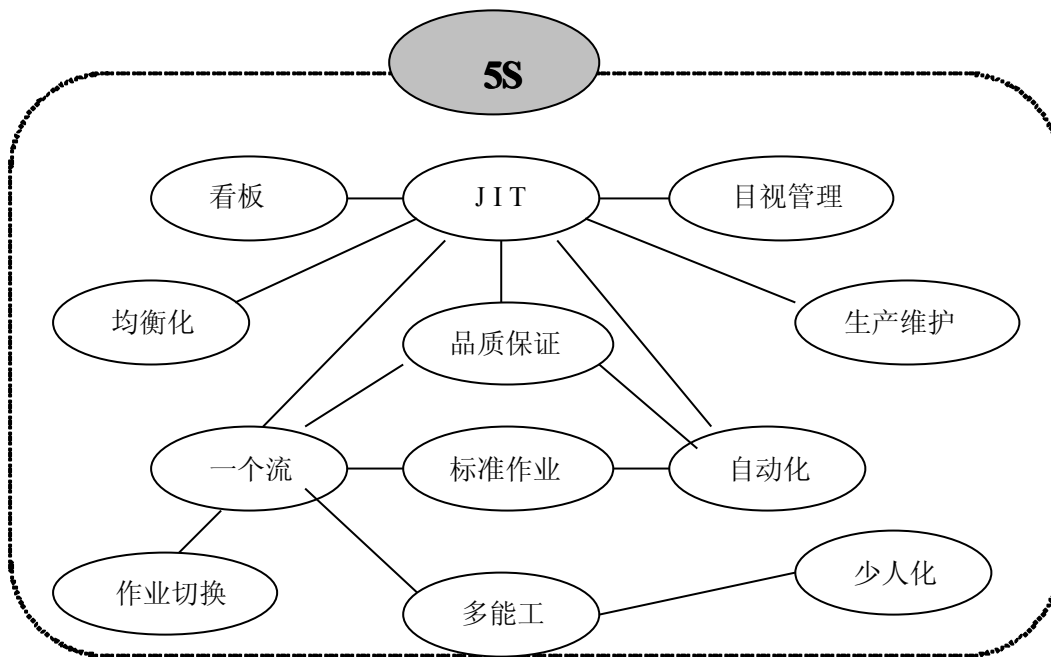 5S
看板
JIT
目视管理
均衡化
品质保证
生产维护
一个流
标准作业
自动化
作业切换
多能工
少人化